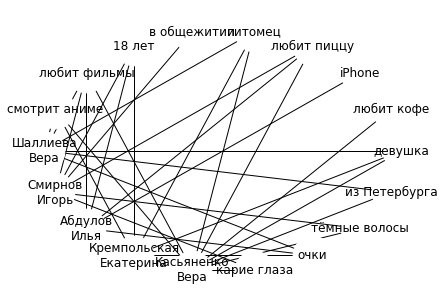 в общежитии
питомец
18 лет
любит пиццу
любит фильмы
iPhone
смотрит аниме
любит кофе
Шаллиева
Вера
девушка
Смирнов
Игорь
из Петербурга
Абдулов
Илья
тёмные волосы
Кремпольская
Екатерина
очки
Касьяненко
Вера
карие глаза